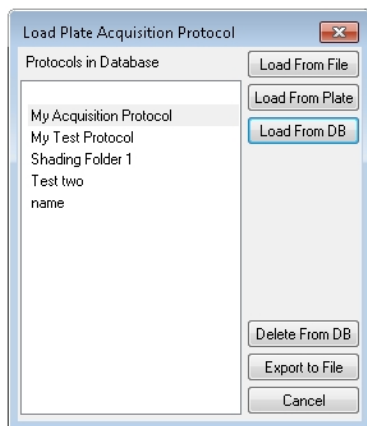 Load Plate Acquisition Protocol
Protocols in Database
Load From File
Load From Plate
Load From DB
My Acquisition Protocol
My Test Protocol
Shading Folder 1
Test two
name
Delete From DB
Export to File
Cancel